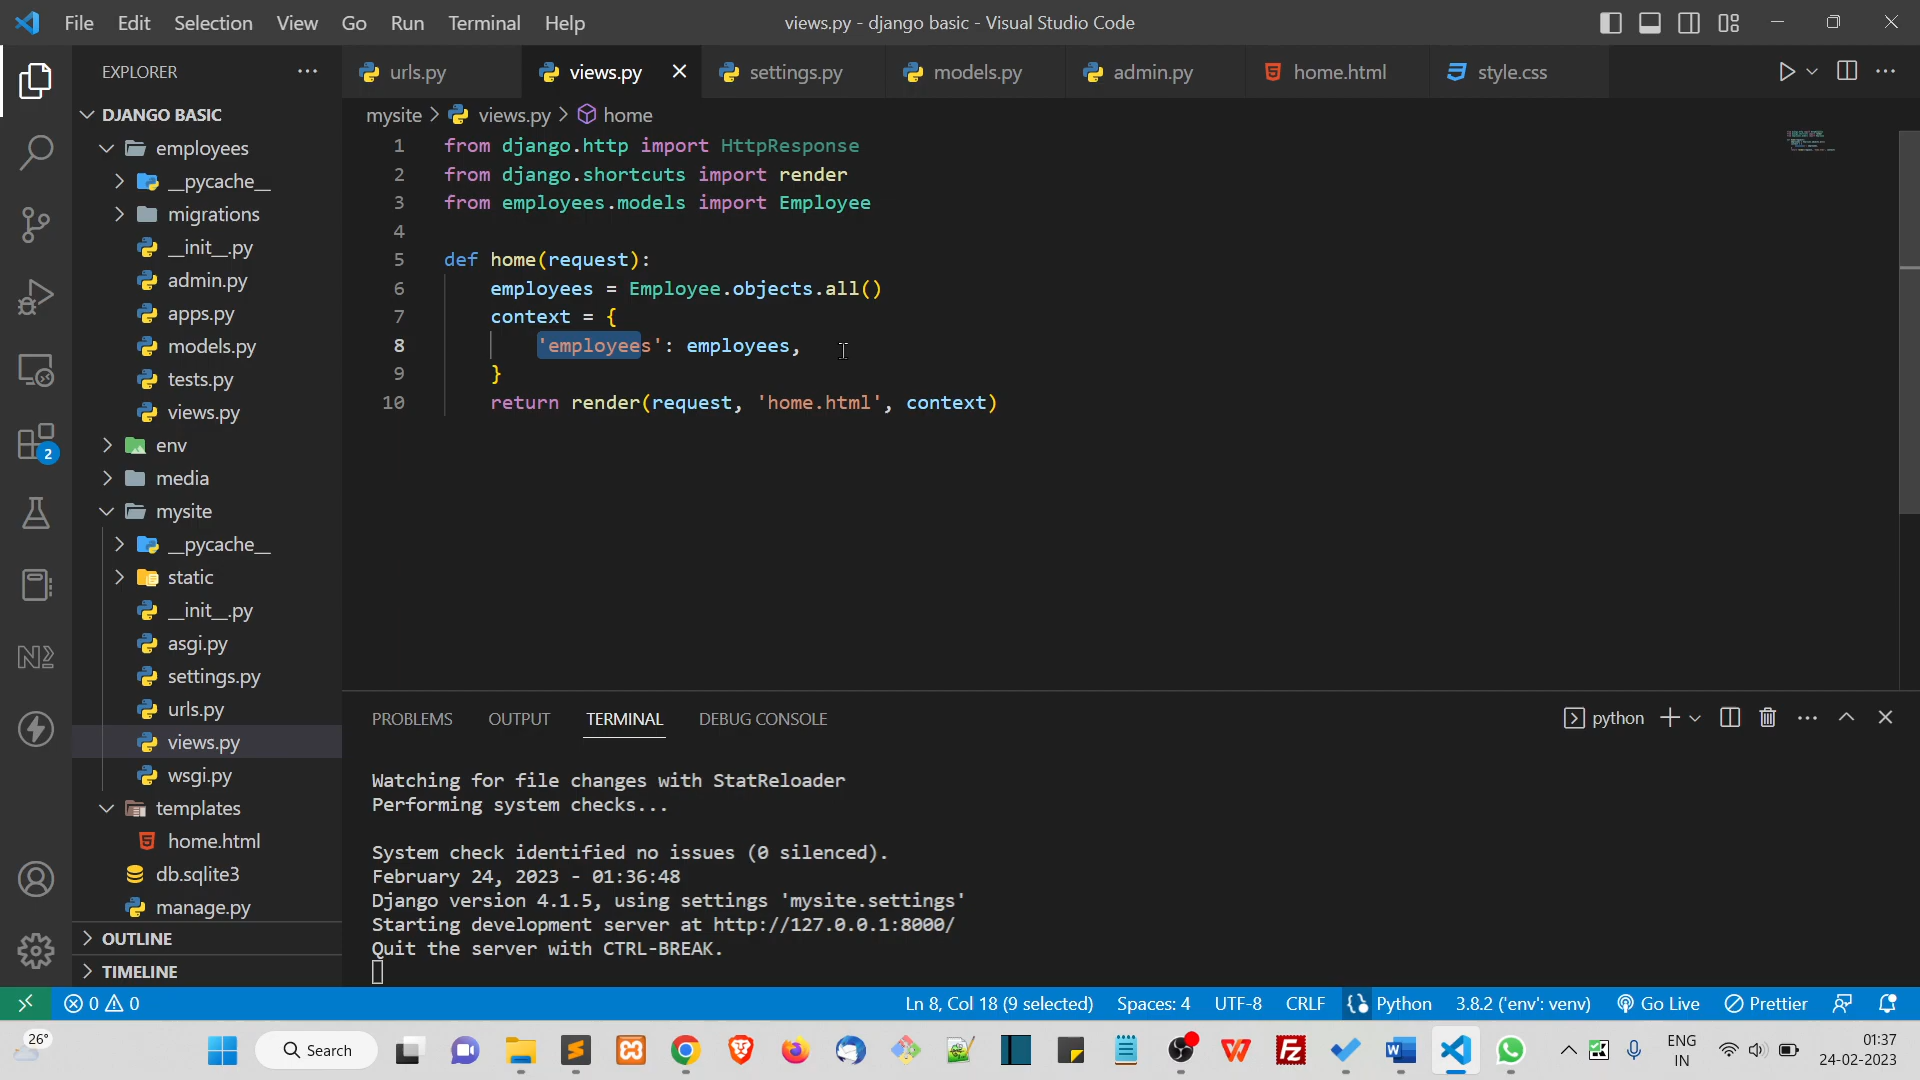 File Edit Selection View Go Run Terminal Help
views.py - django basic - Visual Studio Code
EXPLORER
DJANGO BASIC
employees
__pycache__
migrations
__init__.py
admin.py
apps.py
models.py
tests.py
views.py
env
media
mysite
__pycache__
static
__init__.py
asgi.py
settings.py
urls.py
views.py
wsgi.py
templates
home.html
db.sqlite3
manage.py
OUTLINE
TIMELINE
2
urls.py views.py settings.py models.py admin.py home.html style.css
mysite > views.py > home
1 from django.http import HttpResponse
2 from django.shortcuts import render
3 from employees.models import Employee
4
5 def home(request):
6 employees = Employee.objects.all()
7 context = {
8 'employees': employees,
9 }
10 return render(request, 'home.html', context)
PROBLEMS OUTPUT TERMINAL DEBUG CONSOLE
python
Watching for file changes with StatReloader
Performing system checks...
System check identified no issues (0 silenced).
February 24, 2023 - 01:36:48
Django version 4.1.5, using settings 'mysite.settings'
Starting development server at http://127.0.0.1:8000/
Quit the server with CTRL-BREAK.
0 0 Ln 8, Col 18 (9 selected) Spaces: 4 UTF-8 CRLF Python 3.8.2 ('env': venv) Go Live Prettier
26° Search ENG IN 01:37
24-02-2023